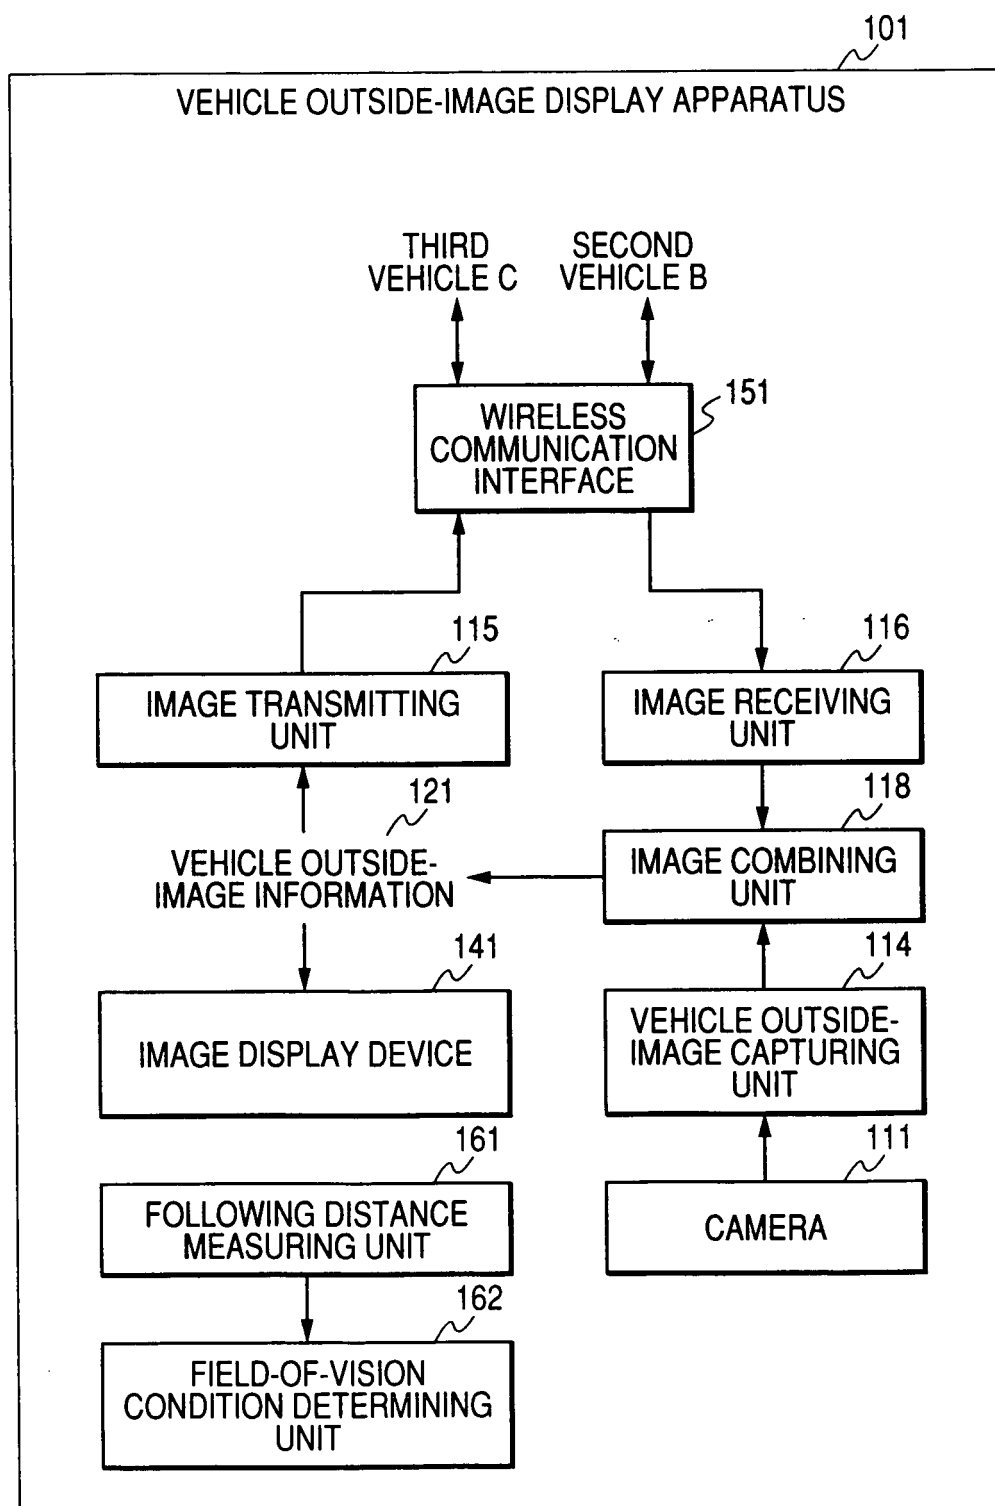 101
VEHICLE OUTSIDE-IMAGE DISPLAY APPARATUS
THIRD
VEHICLE C
SECOND
VEHICLE B
151
WIRELESS
COMMUNICATION
INTERFACE
115
IMAGE TRANSMITTING
UNIT
116
IMAGE RECEIVING
UNIT
121
VEHICLE OUTSIDE-
IMAGE INFORMATION
118
IMAGE COMBINING
UNIT
141
IMAGE DISPLAY DEVICE
114
VEHICLE OUTSIDE-
IMAGE CAPTURING
UNIT
161
FOLLOWING DISTANCE
MEASURING UNIT
111
CAMERA
162
FIELD-OF-VISION
CONDITION DETERMINING
UNIT